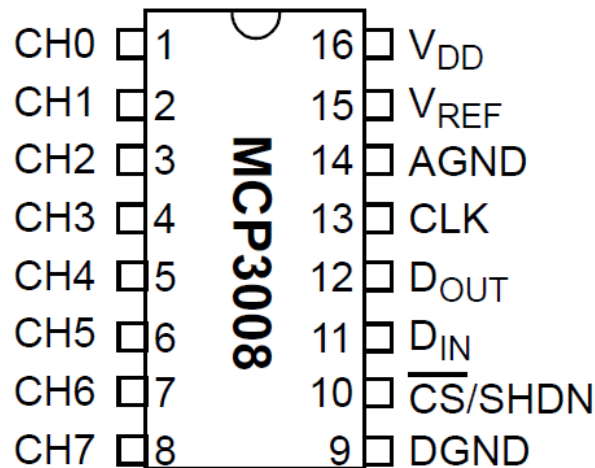 CH0 1 16 VDD
CH1 2 15 VREF
CH2 3 14 AGND
CH3 4 13 CLK
CH4 5 12 DOUT
CH5 6 11 DIN
CH6 7 10 C̅S̅/SHDN
CH7 8 9 DGND
MCP3008